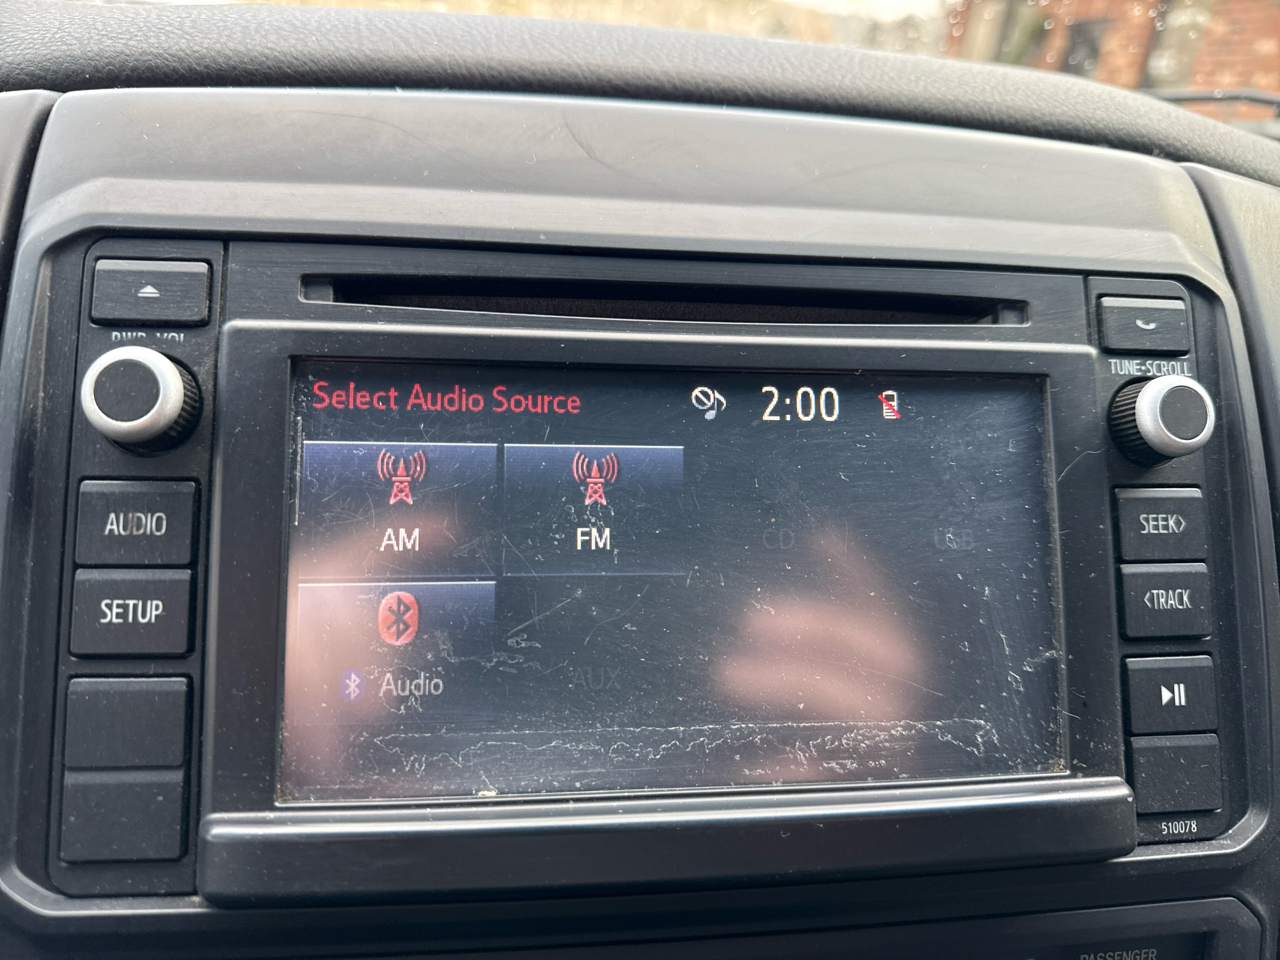 PWR·VOL
TUNE·SCROLL
Select Audio Source
2:00
AM
FM
CD
USB
Audio
AUX
AUDIO
SETUP
SEEK>
<TRACK
510078
PASSENGER